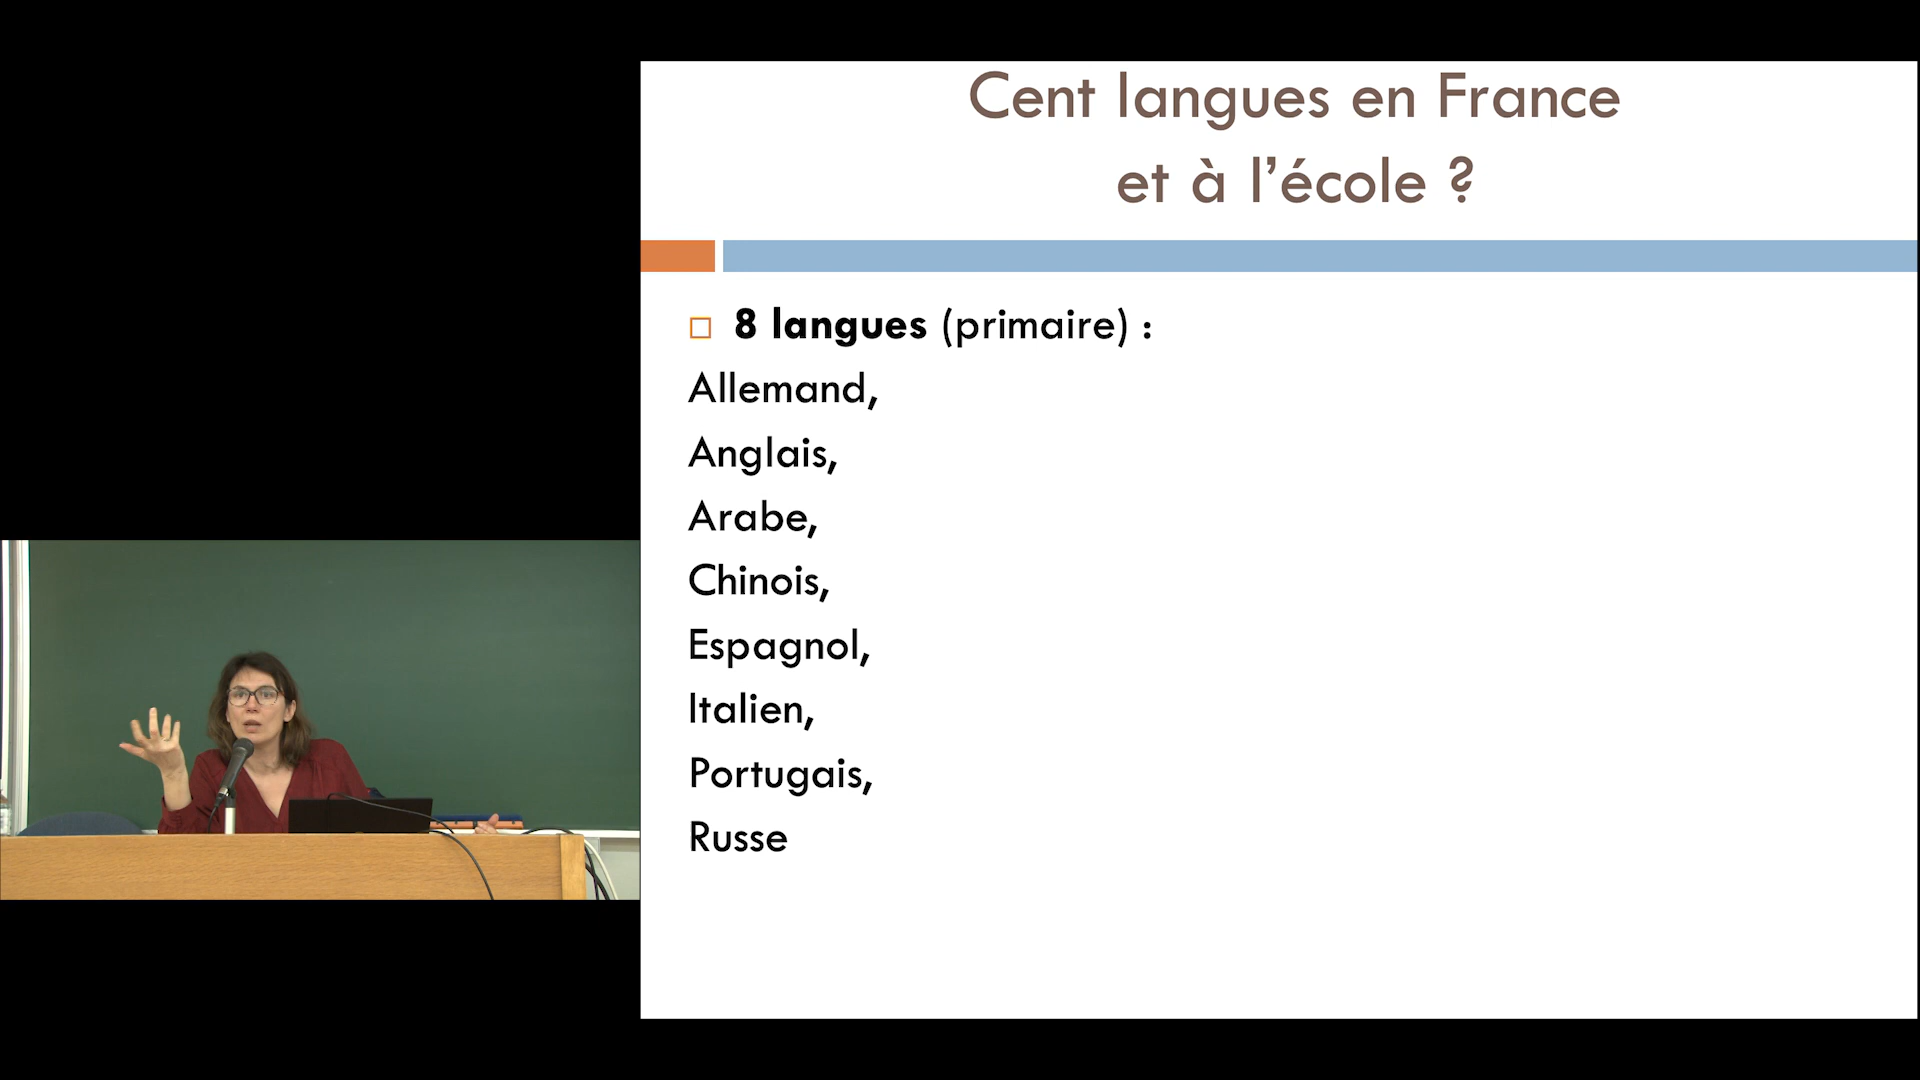 Cent langues en France
et à l’école ?
8 langues (primaire) :
Allemand,
Anglais,
Arabe,
Chinois,
Espagnol,
Italien,
Portugais,
Russe